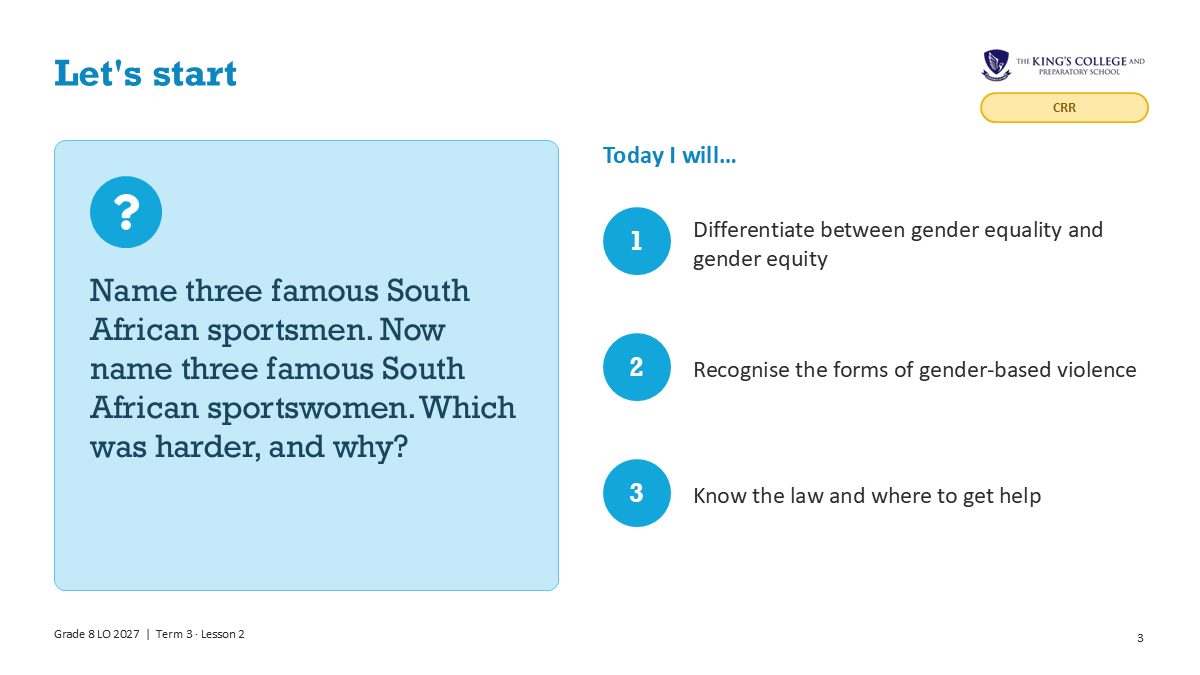 Let's start
THE KING'S COLLEGE AND
PREPARATORY SCHOOL
CRR
?
Name three famous South
African sportsmen. Now
name three famous South
African sportswomen. Which
was harder, and why?
Today I will...
1
Differentiate between gender equality and
gender equity
2
Recognise the forms of gender-based violence
3
Know the law and where to get help
Grade 8 LO 2027 | Term 3 · Lesson 2
3